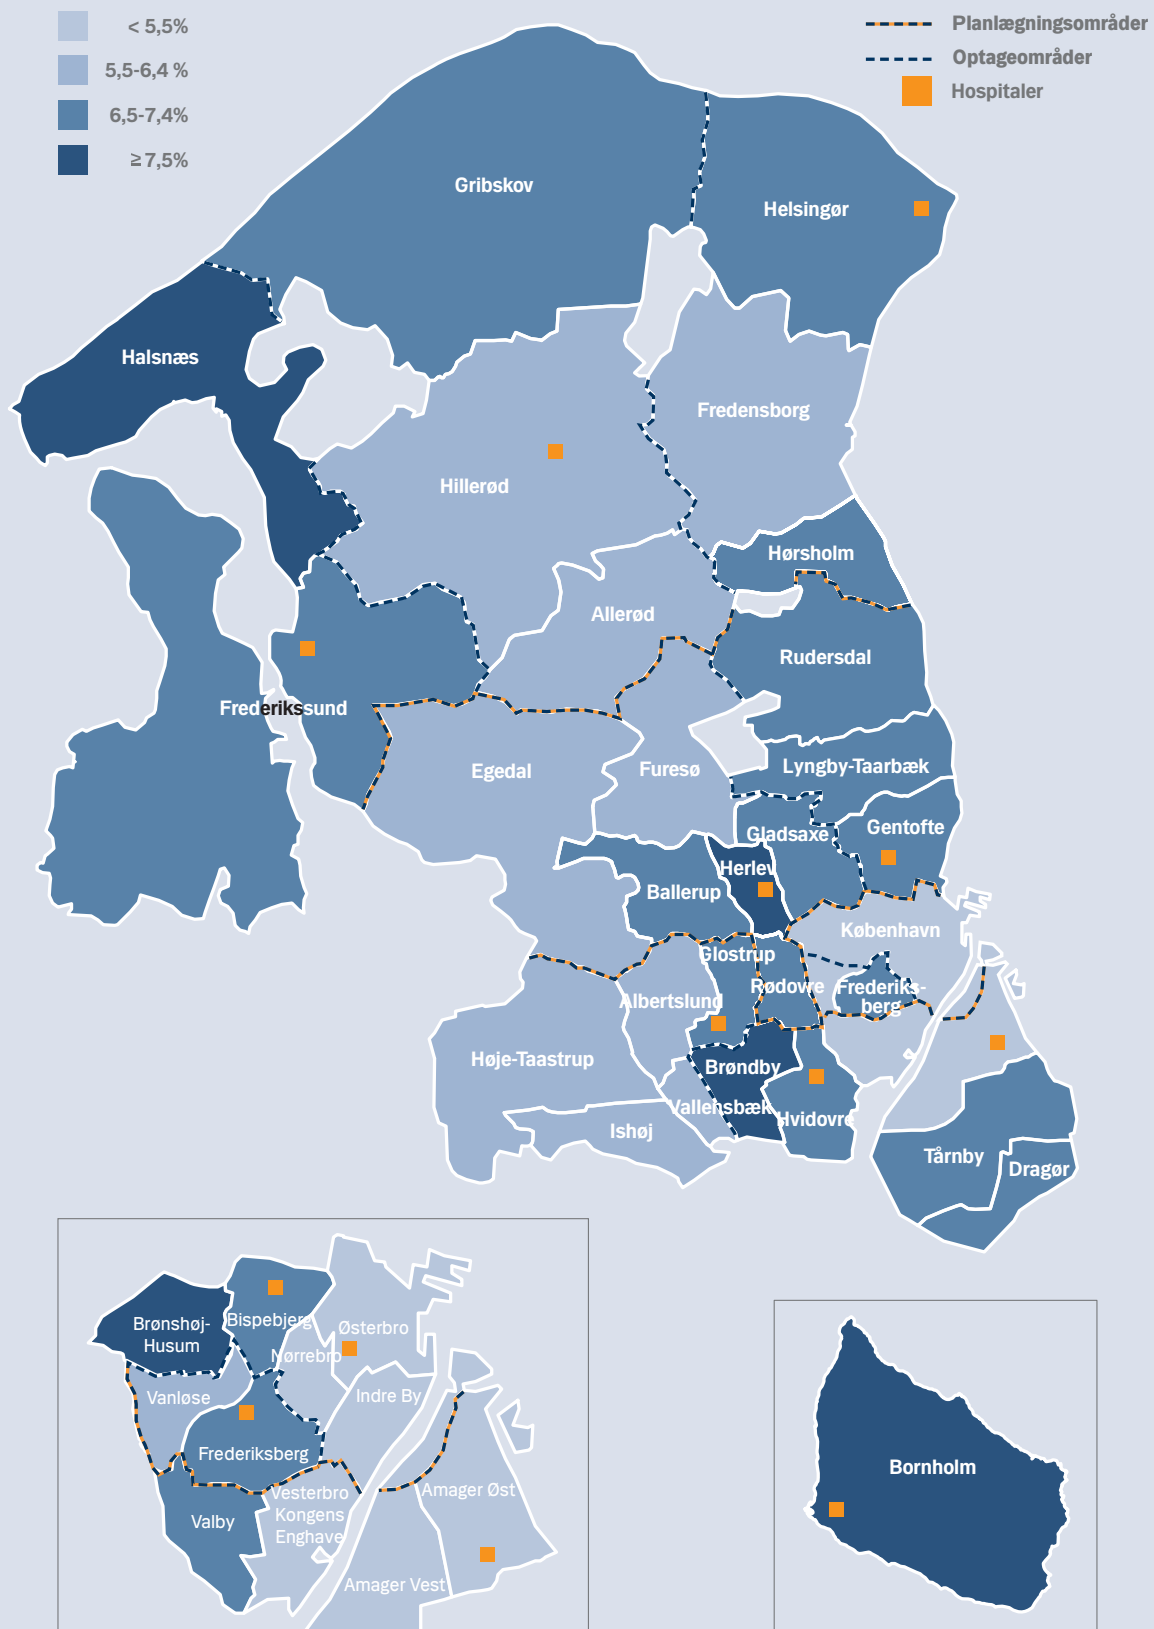 < 5,5%
5,5-6,4 %
6,5-7,4%
≥ 7,5%
Planlægningsområder
Optageområder
Hospitaler
Gribskov
Helsingør
Halsnæs
Fredensborg
Hillerød
Hørsholm
Allerød
Rudersdal
Frederikssund
Egedal
Furesø
Lyngby-Taarbæk
Gladsaxe
Gentofte
Herlev
Ballerup
København
Glostrup
Rødovre
Frederiks-
berg
Albertslund
Høje-Taastrup
Brøndby
Vallensbæk
Hvidovre
Ishøj
Tårnby
Dragør
Brønshøj-
Husum
Bispebjerg
Østerbro
Nørrebro
Vanløse
Indre By
Frederiksberg
Vesterbro
Kongens
Enghave
Amager Øst
Valby
Amager Vest
Bornholm